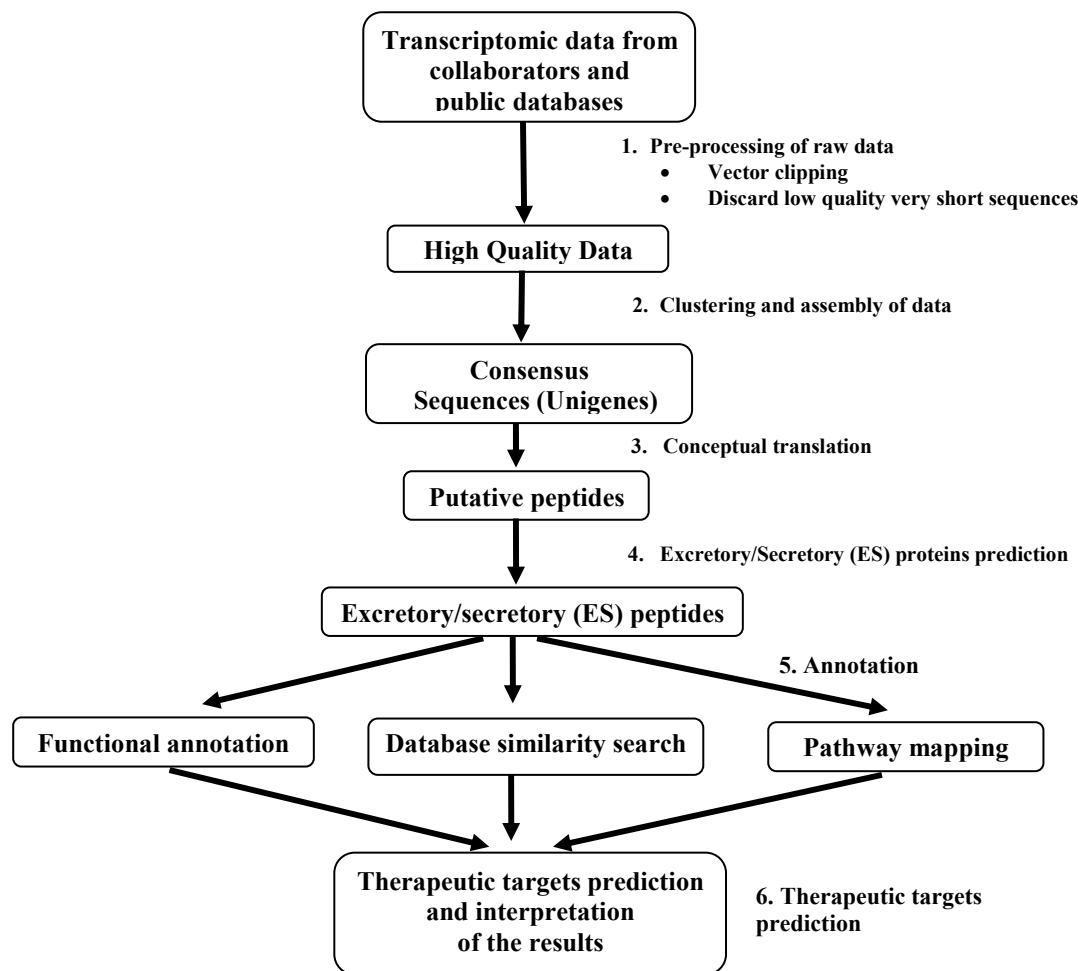 Transcriptomic data from
collaborators and
public databases
1. Pre-processing of raw data
• Vector clipping
• Discard low quality very short sequences
High Quality Data
2. Clustering and assembly of data
Consensus
Sequences (Unigenes)
3. Conceptual translation
Putative peptides
4. Excretory/Secretory (ES) proteins prediction
Excretory/secretory (ES) peptides
5. Annotation
Functional annotation
Database similarity search
Pathway mapping
Therapeutic targets prediction
and interpretation
of the results
6. Therapeutic targets
prediction